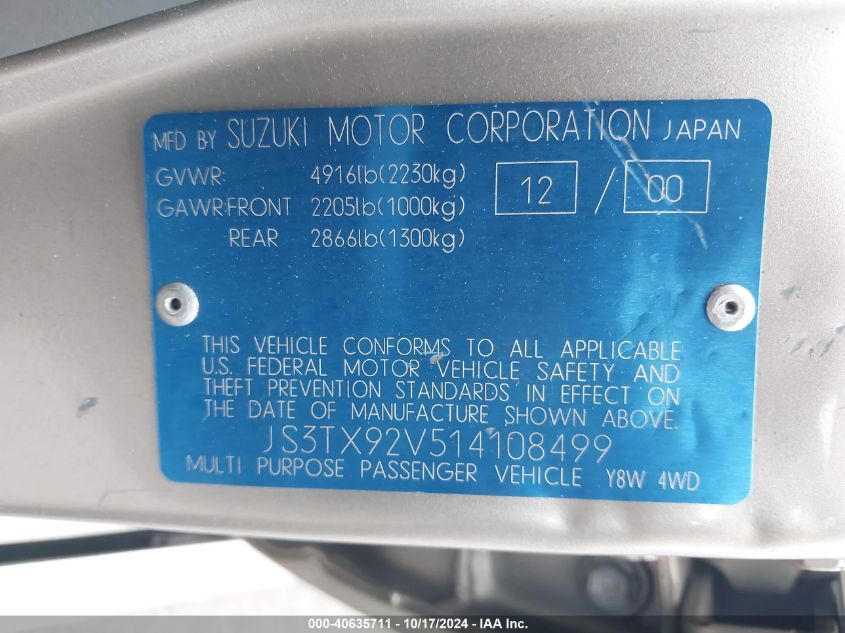 MFD BY SUZUKI MOTOR CORPORATION JAPAN
GVWR: 4916lb(2230kg) 12 / 00
GAWR:FRONT 2205lb(1000kg)
REAR 2866lb(1300kg)
THIS VEHICLE CONFORMS TO ALL APPLICABLE
U.S. FEDERAL MOTOR VEHICLE SAFETY AND
THEFT PREVENTION STANDARDS IN EFFECT ON
THE DATE OF MANUFACTURE SHOWN ABOVE.
JS3TX92V514108499
MULTI PURPOSE PASSENGER VEHICLE Y8W 4WD
000-40635711 - 10/17/2024 - IAA Inc.